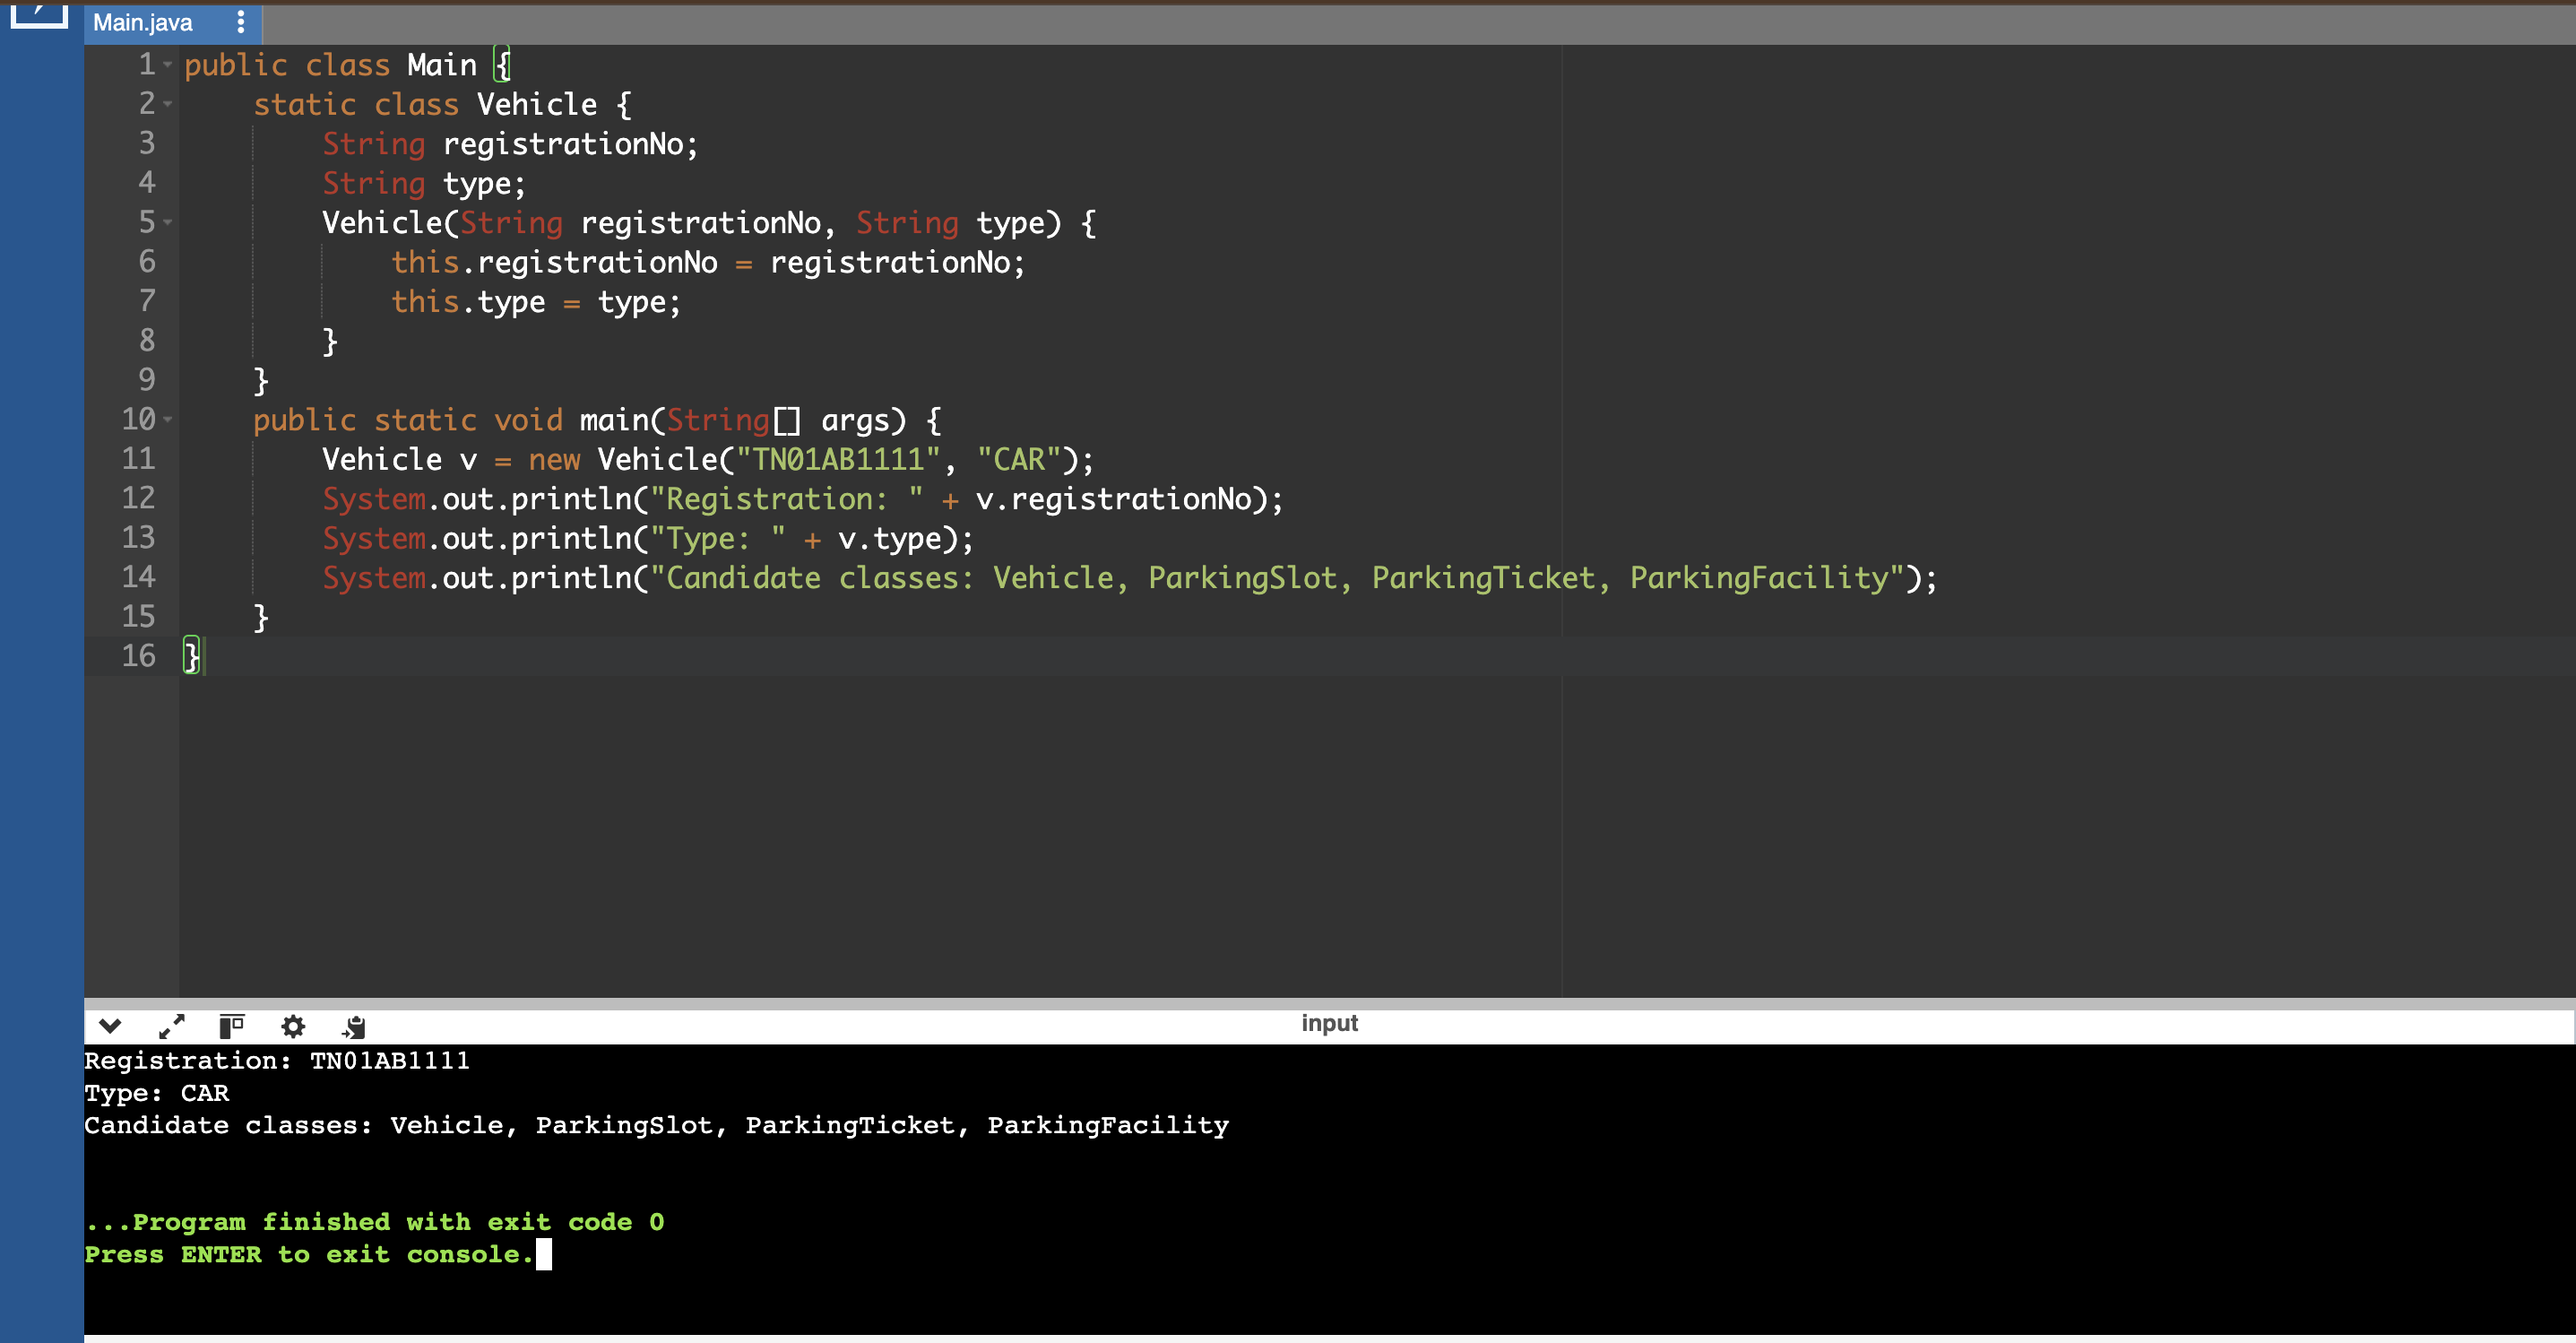 Main.java
1 public class Main {
2     static class Vehicle {
3         String registrationNo;
4         String type;
5         Vehicle(String registrationNo, String type) {
6             this.registrationNo = registrationNo;
7             this.type = type;
8         }
9     }
10     public static void main(String[] args) {
11         Vehicle v = new Vehicle("TN01AB1111", "CAR");
12         System.out.println("Registration: " + v.registrationNo);
13         System.out.println("Type: " + v.type);
14         System.out.println("Candidate classes: Vehicle, ParkingSlot, ParkingTicket, ParkingFacility");
15     }
16 }
input
Registration: TN01AB1111
Type: CAR
Candidate classes: Vehicle, ParkingSlot, ParkingTicket, ParkingFacility
...Program finished with exit code 0
Press ENTER to exit console.